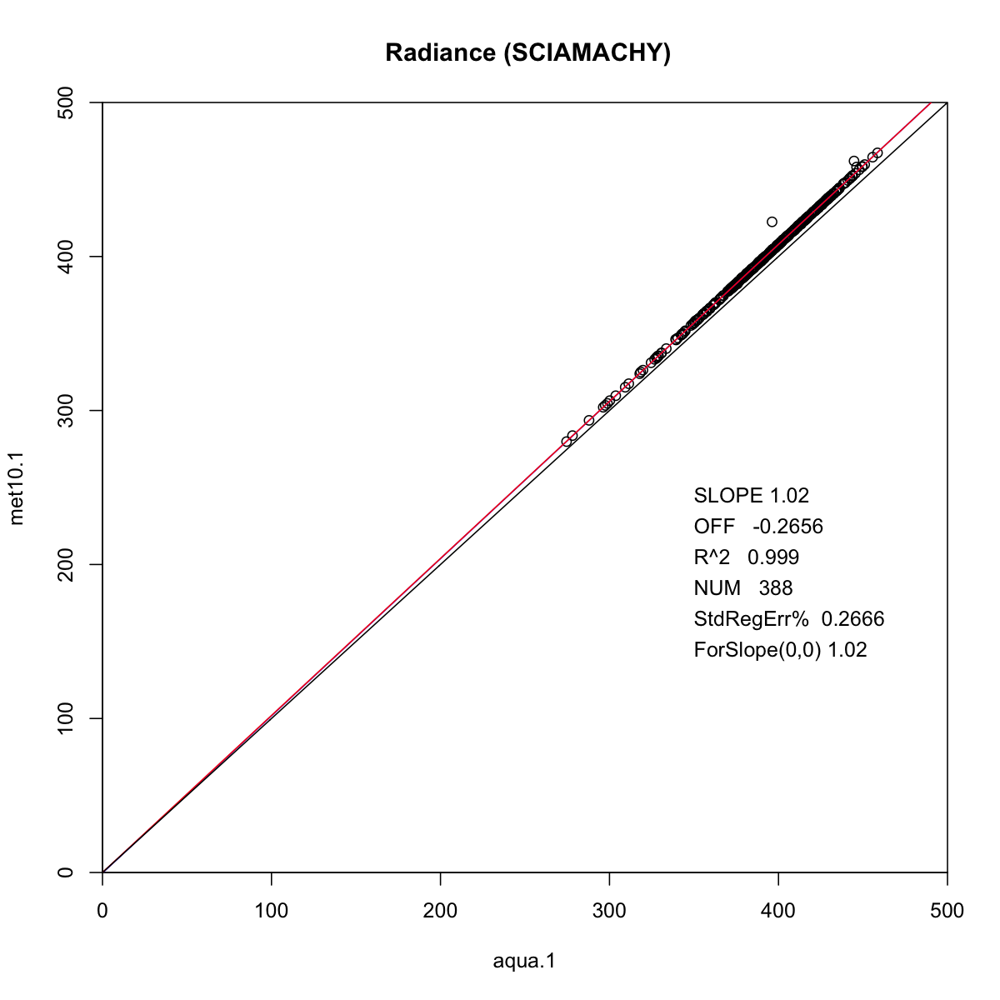 Radiance (SCIAMACHY)
500
400
300
200
100
0
met10.1
SLOPE 1.02
OFF -0.2656
R^2 0.999
NUM 388
StdRegErr% 0.2666
ForSlope(0,0) 1.02
0 100 200 300 400 500
aqua.1